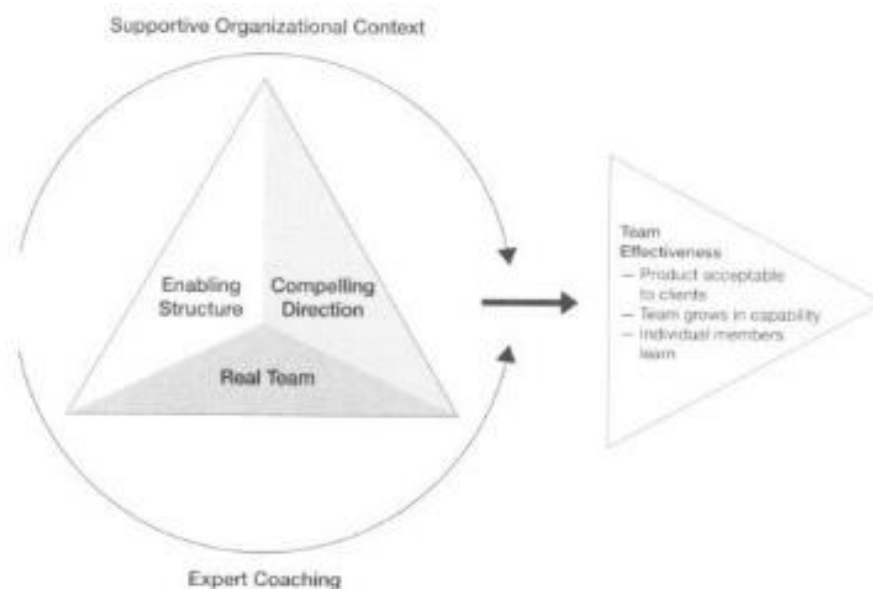 Supportive Organizational Context
Enabling
Structure
Compelling
Direction
Real Team
Team
Effectiveness
— Product acceptable
to clients
— Team grows in capability
— Individual members
learn
Expert Coaching